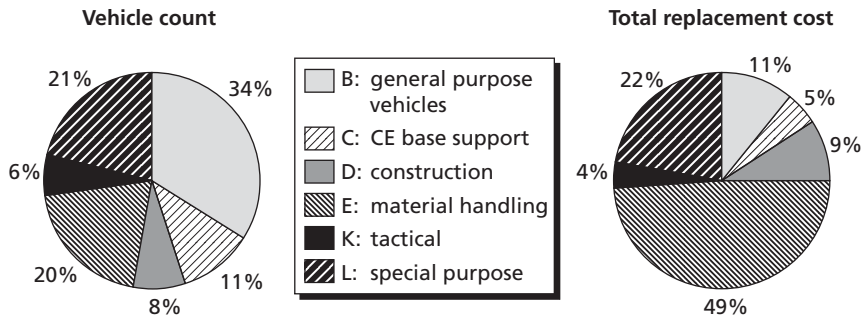 Vehicle count
34%
11%
8%
20%
6%
21%
B: general purpose
vehicles
C: CE base support
D: construction
E: material handling
K: tactical
L: special purpose
Total replacement cost
11%
5%
9%
49%
4%
22%